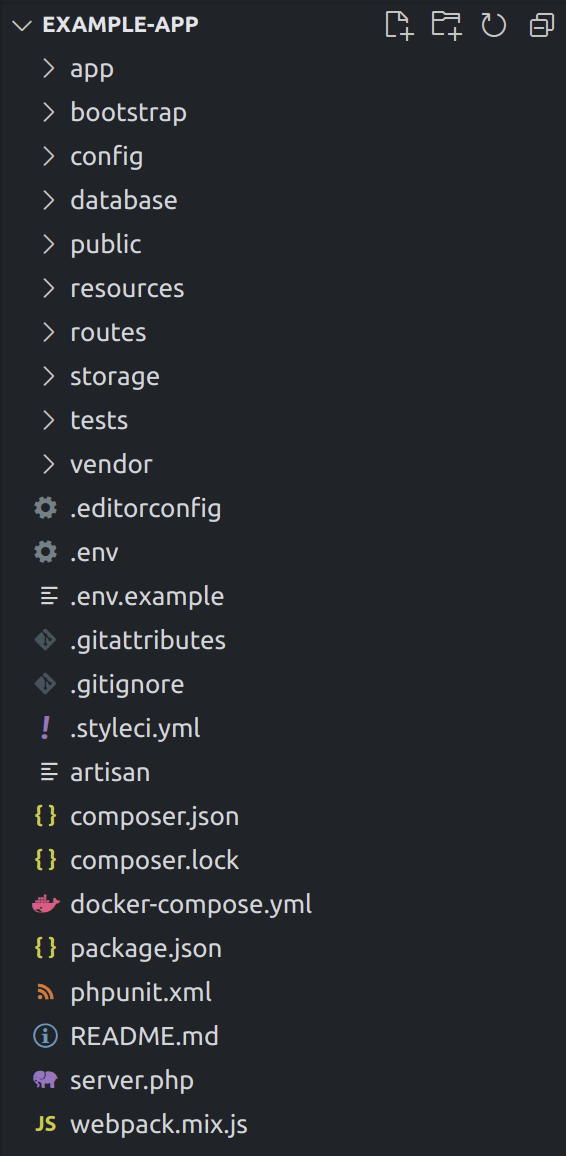 EXAMPLE-APP
app
bootstrap
config
database
public
resources
routes
storage
tests
vendor
.editorconfig
.env
.env.example
.gitattributes
.gitignore
! .styleci.yml
artisan
{} composer.json
{} composer.lock
docker-compose.yml
{} package.json
phpunit.xml
README.md
server.php
JS webpack.mix.js